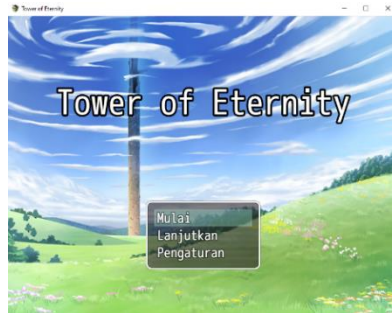 Tower of Eternity
Tower of Eternity
Mulai
Lanjutkan
Pengaturan